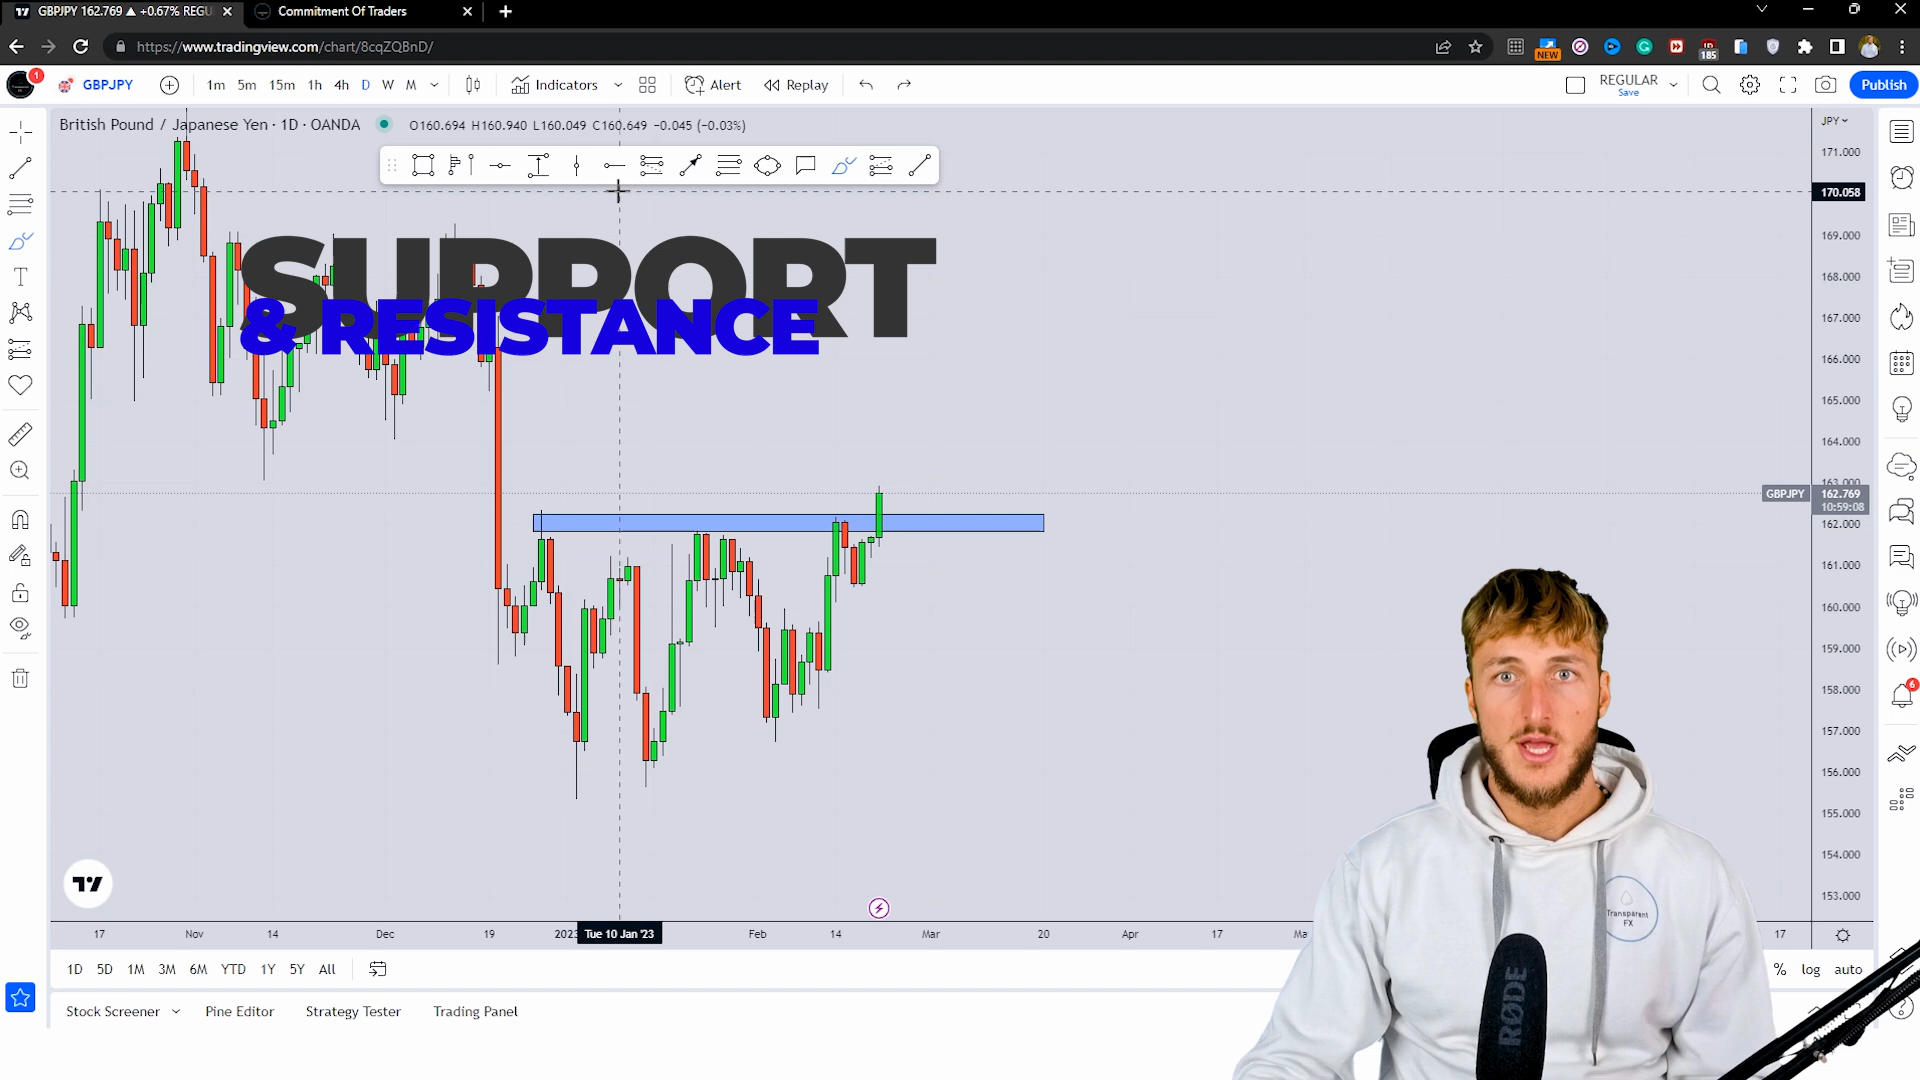 GBPJPY 162.769 ▲ +0.67% REGU
Commitment Of Traders
https://www.tradingview.com/chart/8cqZQBnD/
NEW
185
1
GBPJPY
1m 5m 15m 1h 4h D W M
Indicators
Alert
Replay
REGULAR
Save
Publish
British Pound / Japanese Yen · 1D · OANDA
O160.694 H160.940 L160.049 C160.649 −0.045 (−0.03%)
JPY
171.000
170.058
169.000
168.000
167.000
166.000
165.000
164.000
163.000
GBPJPY 162.769
10:59:08
162.000
161.000
160.000
159.000
158.000
157.000
156.000
155.000
154.000
153.000
SUPPORT
& RESISTANCE
6
Transparent
FX
RØDE
17 Nov 14 Dec 19 2023 Tue 10 Jan '23 Feb 14 Mar 20 Apr 17 Ma 17
1D 5D 1M 3M 6M YTD 1Y 5Y All
% log auto
Stock Screener Pine Editor Strategy Tester Trading Panel